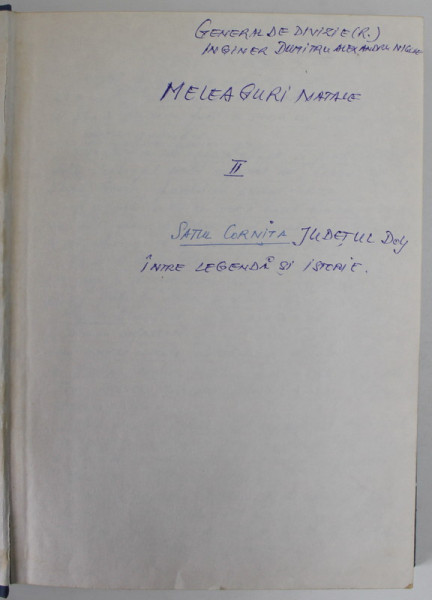 GENERAL DE DIVIZIE (R.)
INGINER DUMITRU ALEXANDRU NICOLAE
MELEAGURI NATALE
II
SATUL CORNIȚA JUDEȚUL DOLJ
ÎNTRE LEGENDĂ ȘI ISTORIE.